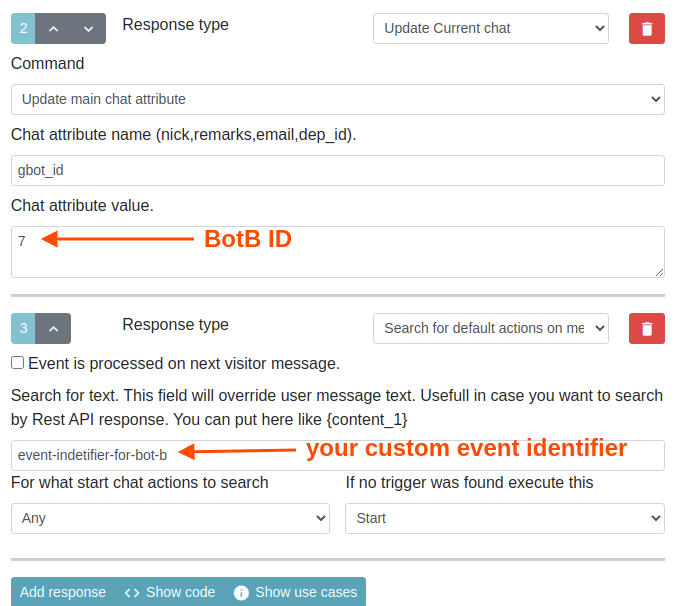 2 Response type Update Current chat
Command
Update main chat attribute
Chat attribute name (nick,remarks,email,dep_id).
gbot_id
Chat attribute value.
7 BotB ID
3 Response type Search for default actions on me
Event is processed on next visitor message.
Search for text. This field will override user message text. Usefull in case you want to search
by Rest API response. You can put here like {content_1}
event-indetifier-for-bot-b your custom event identifier
For what start chat actions to search If no trigger was found execute this
Any Start
Add response <> Show code i Show use cases